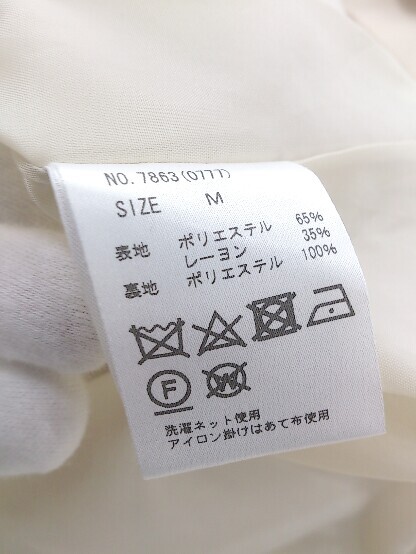 NO. 7863(0777)
SIZE M
表地 ポリエステル 65%
レーヨン 35%
裏地 ポリエステル 100%
F
W
洗濯ネット使用
アイロン掛けはあて布使用